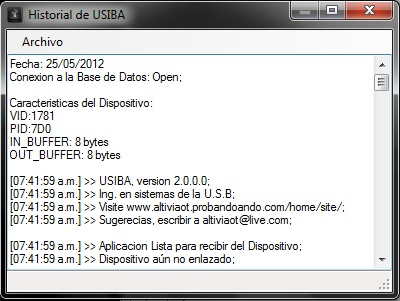 Historial de USIBA
Archivo
Fecha: 25/05/2012
Conexion a la Base de Datos: Open;
Caracteristicas del Dispositivo:
VID:1781
PID:7D0
IN_BUFFER: 8 bytes
OUT_BUFFER: 8 bytes
[07:41:59 a.m.] >> USIBA, version 2.0.0.0;
[07:41:59 a.m.] >> Ing. en sistemas de la U.S.B;
[07:41:59 a.m.] >> Visite www.altiviaot.probandoando.com/home/site/;
[07:41:59 a.m.] >> Sugerecias, escribir a altiviaot@live.com;
[07:41:59 a.m.] >> Aplicacion Lista para recibir del Dispositivo;
[07:41:59 a.m.] >> Dispositivo aún no enlazado;